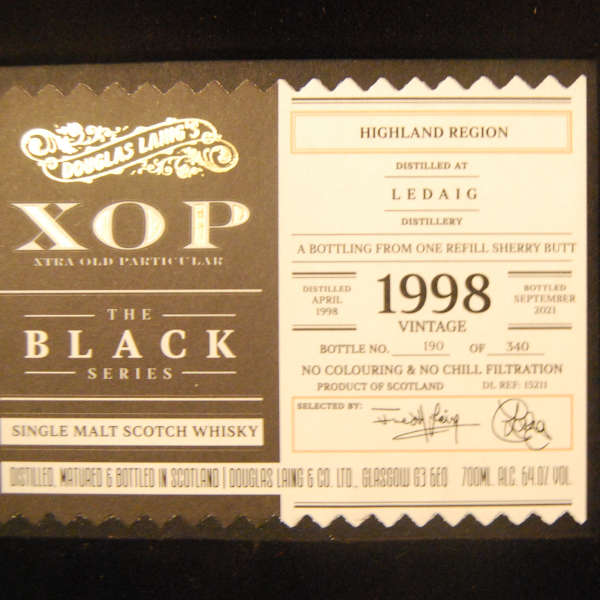 DOUGLAS LAING'S
XOP
XTRA OLD PARTICULAR
THE
BLACK
SERIES
SINGLE MALT SCOTCH WHISKY
HIGHLAND REGION
DISTILLED AT
LEDAIG
DISTILLERY
A BOTTLING FROM ONE REFILL SHERRY BUTT
DISTILLED
APRIL
1998
1998
VINTAGE
BOTTLED
SEPTEMBER
2021
BOTTLE NO. 190 OF 340
NO COLOURING & NO CHILL FILTRATION
PRODUCT OF SCOTLAND DL REF: 15211
SELECTED BY:
DISTILLED, MATURED & BOTTLED IN SCOTLAND | DOUGLAS LAING & CO. LTD., GLASGOW G3 6EQ 700ML ALC. 64.0% VOL